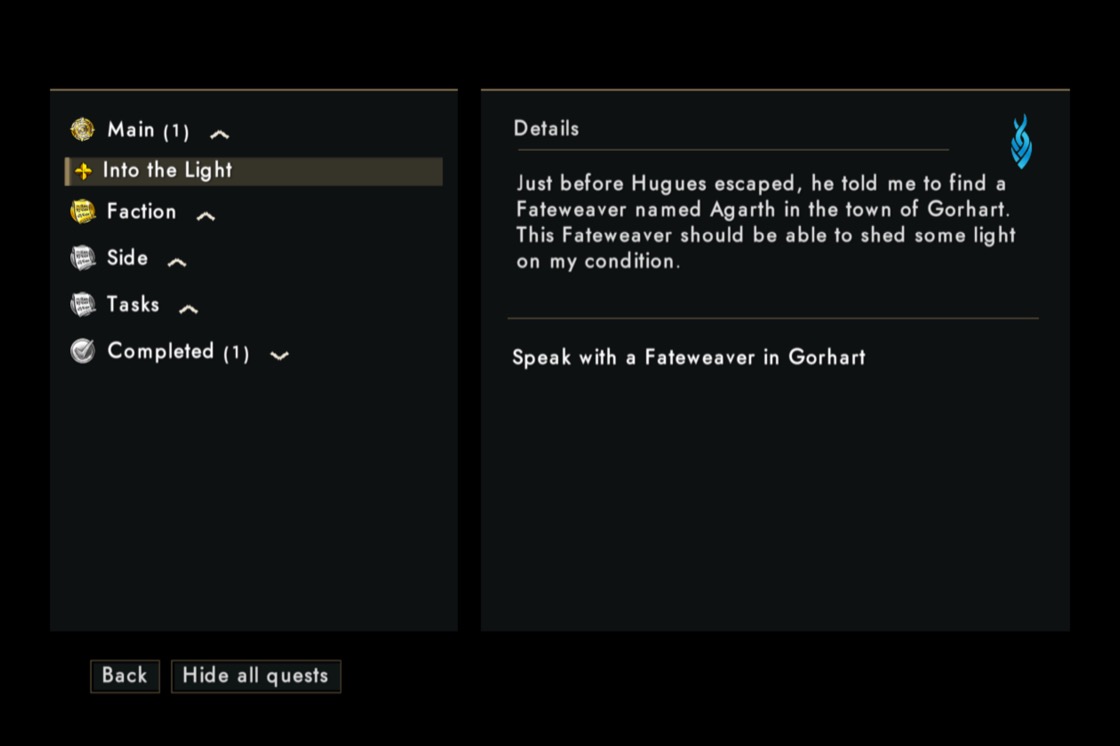 Main (1)
Into the Light
Faction
Side
Tasks
Completed (1)
Details
Just before Hugues escaped, he told me to find a
Fateweaver named Agarth in the town of Gorhart.
This Fateweaver should be able to shed some light
on my condition.
Speak with a Fateweaver in Gorhart
Back
Hide all quests